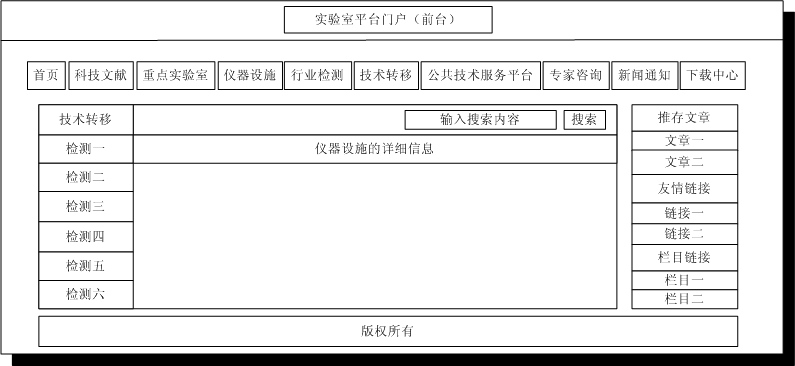 实验室平台门户（前台）
首页 科技文献 重点实验室 仪器设施 行业检测 技术转移 公共技术服务平台 专家咨询 新闻通知 下载中心
技术转移
检测一
检测二
检测三
检测四
检测五
检测六
输入搜索内容 搜索
仪器设施的详细信息
推存文章
文章一
文章二
友情链接
链接一
链接二
栏目链接
栏目一
栏目二
版权所有